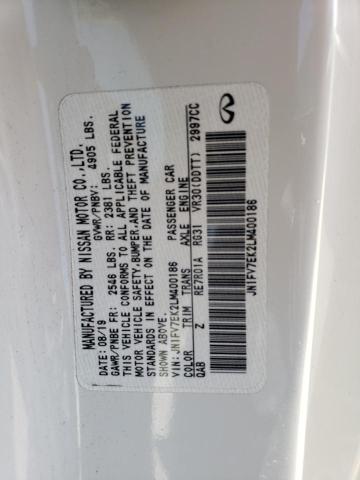 MANUFACTURED BY NISSAN MOTOR CO.,LTD.
DATE: 08/19 GVWR/PNBV: 4905 LBS.
GAWR/PNBE FR: 2546 LBS. RR: 2381 LBS.
THIS VEHICLE CONFORMS TO ALL APPLICABLE FEDERAL
MOTOR VEHICLE SAFETY,BUMPER,AND THEFT PREVENTION
STANDARDS IN EFFECT ON THE DATE OF MANUFACTURE
SHOWN ABOVE.
VIN: JN1FV7EK2LM400186 PASSENGER CAR
COLOR TRIM TRANS AXLE ENGINE
QAB Z RE7R01A RG31 VR30(DDTT) 2997CC
JN1FV7EK2LM400186